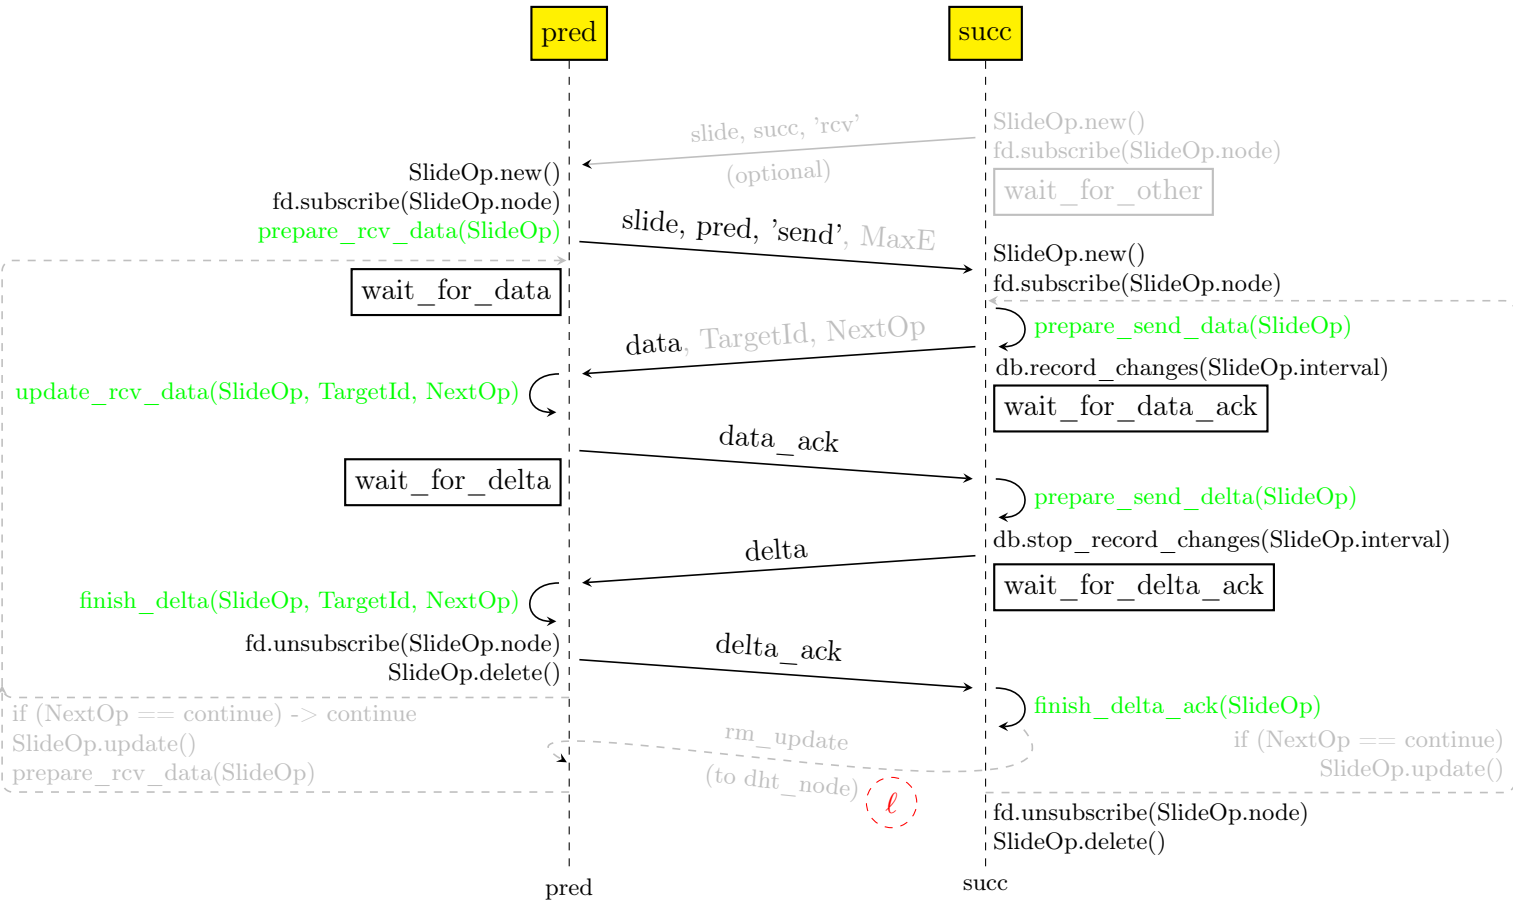 pred
succ
slide, succ, 'rcv'
(optional)
SlideOp.new()
fd.subscribe(SlideOp.node)
wait_for_other
SlideOp.new()
fd.subscribe(SlideOp.node)
prepare_rcv_data(SlideOp)
slide, pred, 'send', MaxE
SlideOp.new()
fd.subscribe(SlideOp.node)
wait_for_data
prepare_send_data(SlideOp)
data, TargetId, NextOp
db.record_changes(SlideOp.interval)
update_rcv_data(SlideOp, TargetId, NextOp)
wait_for_data_ack
data_ack
wait_for_delta
prepare_send_delta(SlideOp)
db.stop_record_changes(SlideOp.interval)
delta
wait_for_delta_ack
finish_delta(SlideOp, TargetId, NextOp)
fd.unsubscribe(SlideOp.node)
SlideOp.delete()
delta_ack
finish_delta_ack(SlideOp)
if (NextOp == continue) -> continue
SlideOp.update()
prepare_rcv_data(SlideOp)
rm_update
(to dht_node)
ℓ
if (NextOp == continue)
SlideOp.update()
fd.unsubscribe(SlideOp.node)
SlideOp.delete()
pred
succ